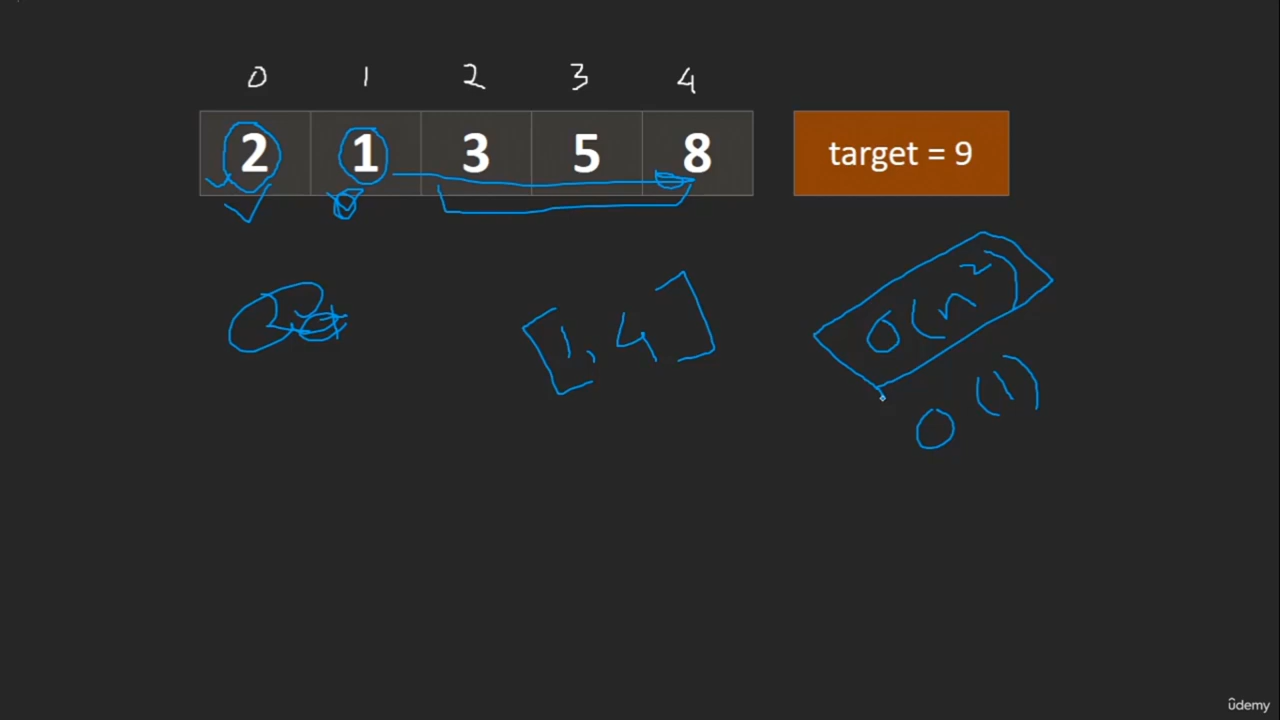 0 1 2 3 4
2 1 3 5 8 target = 9
[1, 4] O(n²)
O(1)
ûdemy